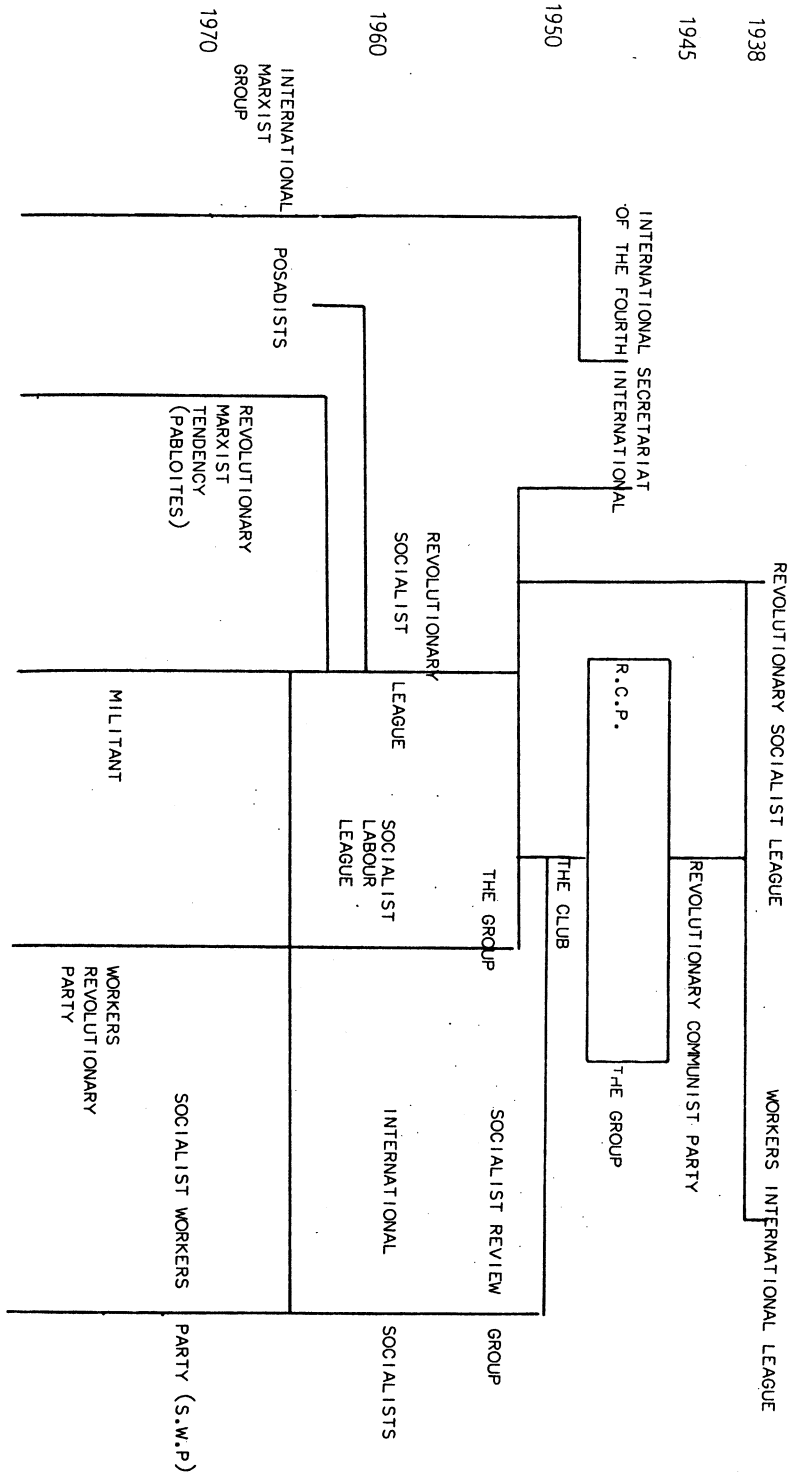 1938
REVOLUTIONARY SOCIALIST LEAGUE
WORKERS INTERNATIONAL LEAGUE
1945
REVOLUTIONARY COMMUNIST PARTY
INTERNATIONAL SECRETARIAT
OF THE FOURTH INTERNATIONAL
R.C.P.
THE GROUP
1950
THE CLUB
THE GROUP
SOCIALIST REVIEW GROUP
REVOLUTIONARY
SOCIALIST LEAGUE
1960
SOCIALIST
LABOUR
LEAGUE
INTERNATIONAL SOCIALISTS
INTERNATIONAL
MARXIST
GROUP
POSADISTS
1970
REVOLUTIONARY
MARXIST
TENDENCY
(PABLOITES)
SOCIALIST WORKERS PARTY (S.W.P)
MILITANT
WORKERS
REVOLUTIONARY
PARTY